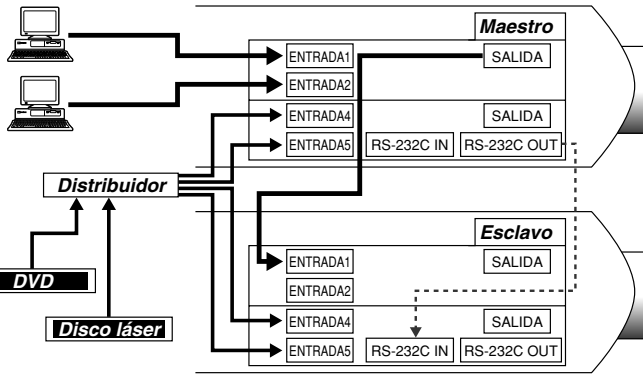 Maestro
ENTRADA1 SALIDA
ENTRADA2
ENTRADA4 SALIDA
ENTRADA5 RS-232C IN RS-232C OUT
Distribuidor
DVD
Disco láser
Esclavo
ENTRADA1 SALIDA
ENTRADA2
ENTRADA4 SALIDA
ENTRADA5 RS-232C IN RS-232C OUT